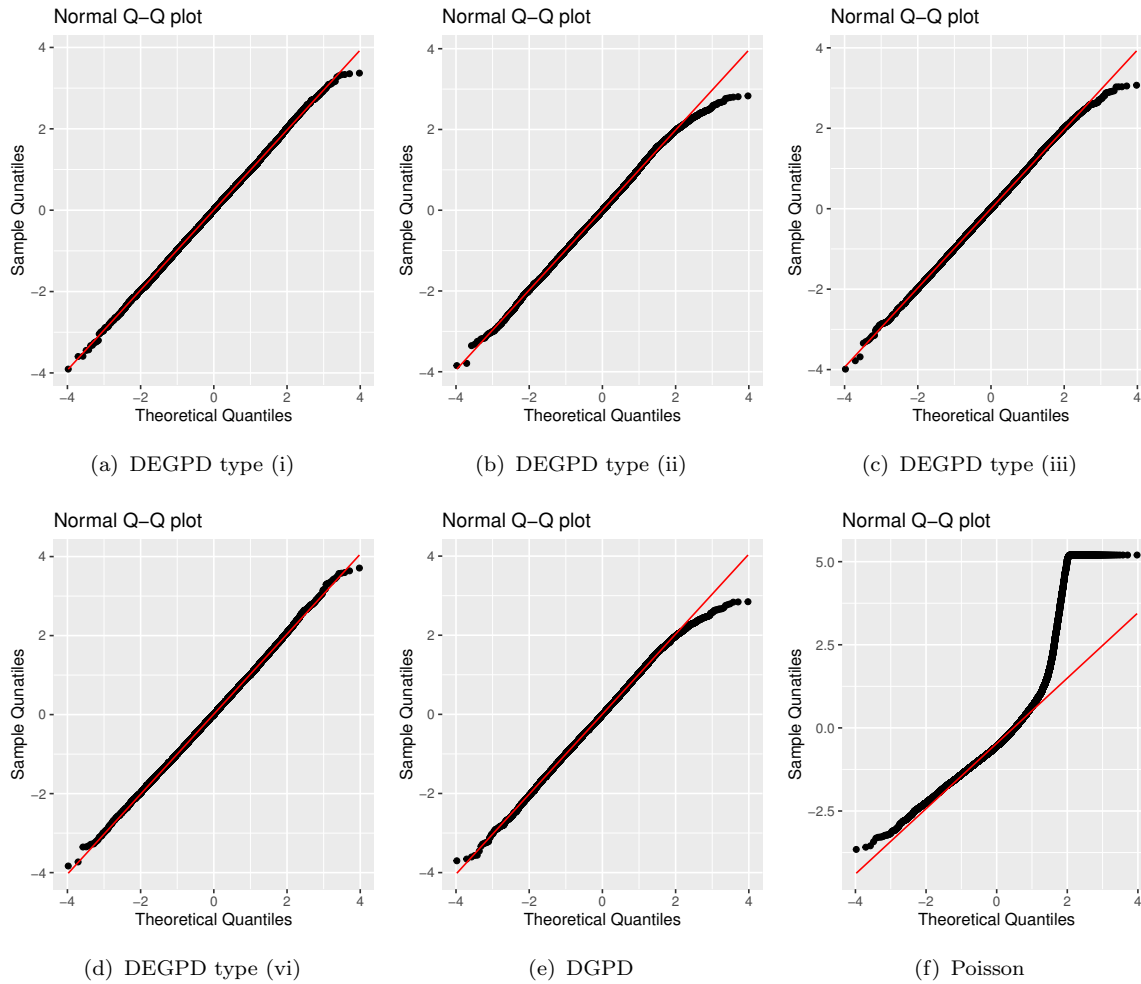 Normal Q−Q plot
Normal Q−Q plot
Normal Q−Q plot
4
2
0
−2
−4
Sample Qunatiles
−4 −2 0 2 4
Theoretical Quantiles
4
2
0
−2
−4
Sample Qunatiles
−4 −2 0 2 4
Theoretical Quantiles
4
2
0
−2
−4
Sample Qunatiles
−4 −2 0 2 4
Theoretical Quantiles
(a) DEGPD type (i)
(b) DEGPD type (ii)
(c) DEGPD type (iii)
Normal Q−Q plot
Normal Q−Q plot
Normal Q−Q plot
4
2
0
−2
−4
Sample Qunatiles
−4 −2 0 2 4
Theoretical Quantiles
4
2
0
−2
−4
Sample Qunatiles
−4 −2 0 2 4
Theoretical Quantiles
5.0
2.5
0.0
−2.5
Sample Qunatiles
−4 −2 0 2 4
Theoretical Quantiles
(d) DEGPD type (vi)
(e) DGPD
(f) Poisson